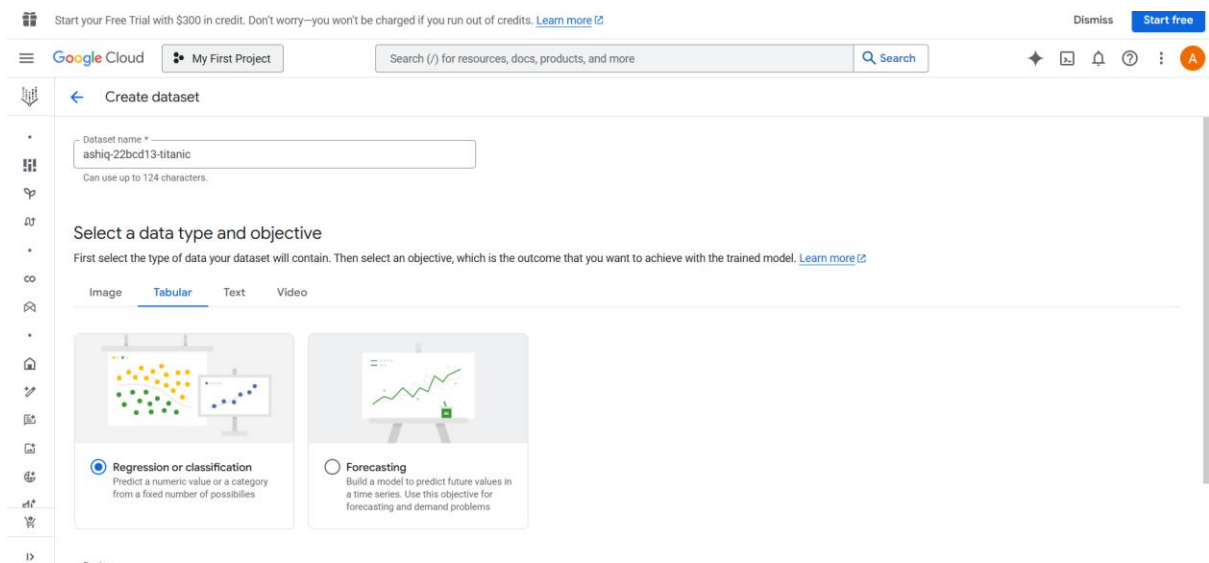 Start your Free Trial with $300 in credit. Don't worry—you won't be charged if you run out of credits. Learn more
Dismiss
Start free
Google Cloud
My First Project
Search (/) for resources, docs, products, and more
Search
A
Create dataset
Dataset name *
ashiq-22bcd13-titanic
Can use up to 124 characters.
Select a data type and objective
First select the type of data your dataset will contain. Then select an objective, which is the outcome that you want to achieve with the trained model. Learn more
Image Tabular Text Video
Regression or classification
Predict a numeric value or a category
from a fixed number of possibilies
Forecasting
Build a model to predict future values in
a time series. Use this objective for
forecasting and demand problems